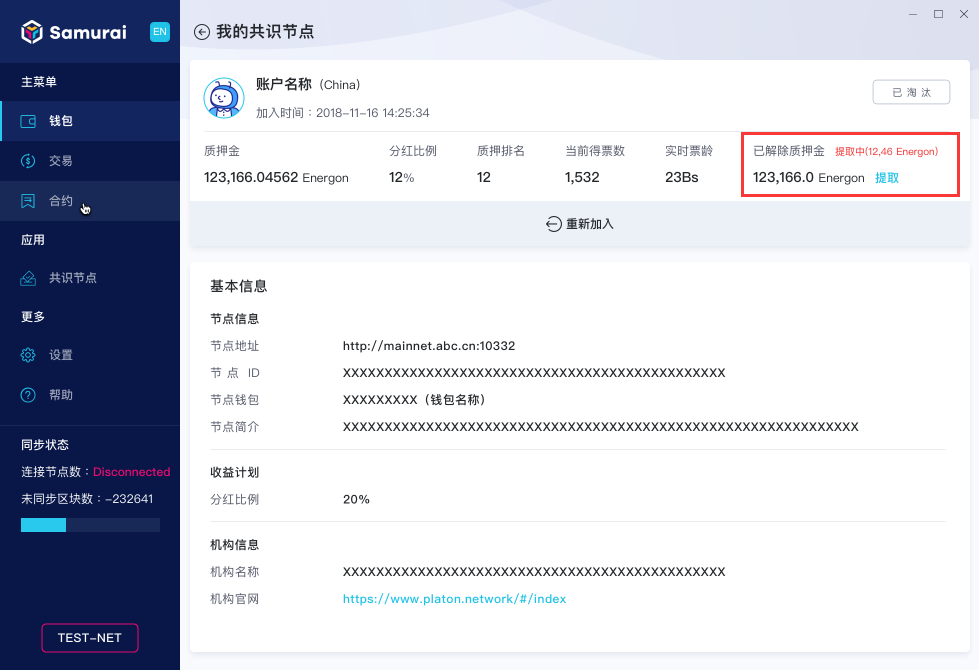 Samurai EN
主菜单
钱包
交易
合约
应用
共识节点
更多
设置
帮助
同步状态
连接节点数：Disconnected
未同步区块数：-232641
TEST-NET
我的共识节点
账户名称（China）
加入时间：2018-11-16 14:25:34
已 淘 汰
质押金 分红比例 质押排名 当前得票数 实时票龄 已解除质押金 提取中(12,46 Energon)
123,166.04562 Energon 12% 12 1,532 23Bs 123,166.0 Energon 提取
重新加入
基本信息
节点信息
节点地址 http://mainnet.abc.cn:10332
节 点 ID XXXXXXXXXXXXXXXXXXXXXXXXXXXXXXXXXXXXXXXXXXXXXX
节点钱包 XXXXXXXXX（钱包名称）
节点简介 XXXXXXXXXXXXXXXXXXXXXXXXXXXXXXXXXXXXXXXXXXXXXXXXXXXXXXXXXXXXXX
收益计划
分红比例 20%
机构信息
机构名称 XXXXXXXXXXXXXXXXXXXXXXXXXXXXXXXXXXXXXXXXXXXXXX
机构官网 https://www.platon.network/#/index